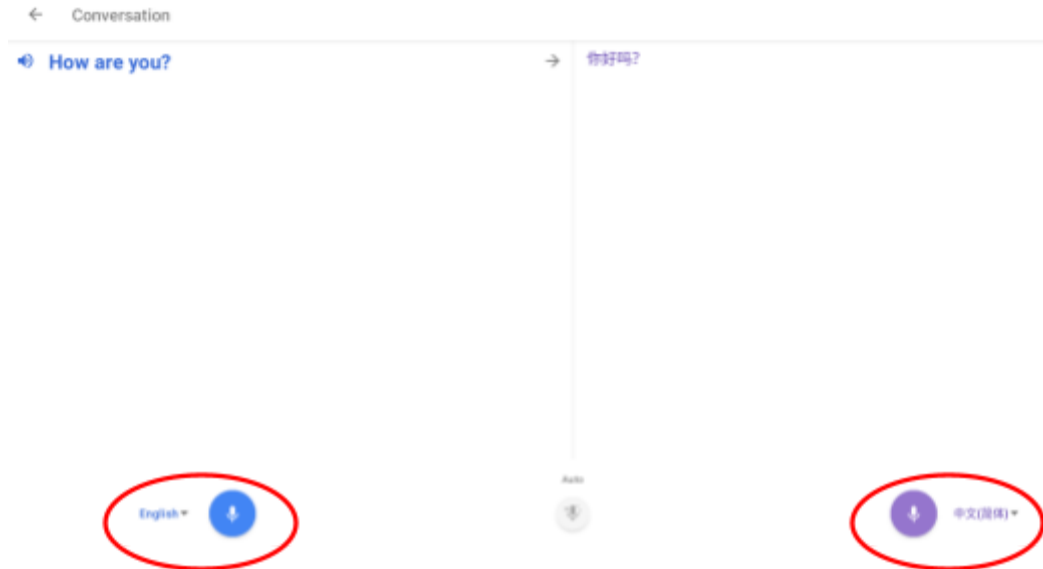 Conversation
How are you?
你好吗?
Auto
English
中文(简体)